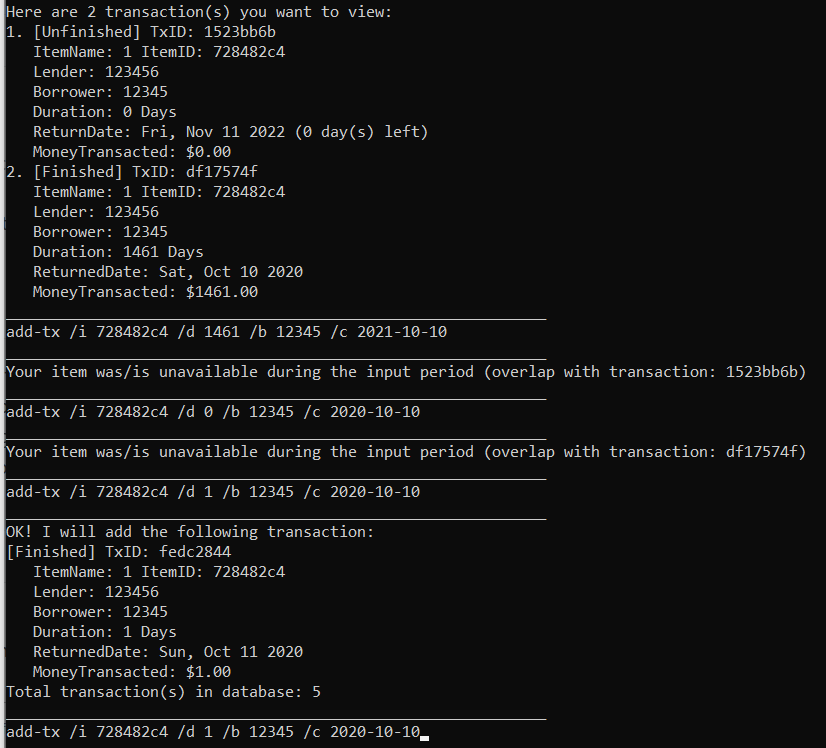 Here are 2 transaction(s) you want to view:
1. [Unfinished] TxID: 1523bb6b
ItemName: 1 ItemID: 728482c4
Lender: 123456
Borrower: 12345
Duration: 0 Days
ReturnDate: Fri, Nov 11 2022 (0 day(s) left)
MoneyTransacted: $0.00
2. [Finished] TxID: df17574f
ItemName: 1 ItemID: 728482c4
Lender: 123456
Borrower: 12345
Duration: 1461 Days
ReturnedDate: Sat, Oct 10 2020
MoneyTransacted: $1461.00
add-tx /i 728482c4 /d 1461 /b 12345 /c 2021-10-10
Your item was/is unavailable during the input period (overlap with transaction: 1523bb6b)
add-tx /i 728482c4 /d 0 /b 12345 /c 2020-10-10
Your item was/is unavailable during the input period (overlap with transaction: df17574f)
add-tx /i 728482c4 /d 1 /b 12345 /c 2020-10-10
OK! I will add the following transaction:
[Finished] TxID: fedc2844
ItemName: 1 ItemID: 728482c4
Lender: 123456
Borrower: 12345
Duration: 1 Days
ReturnedDate: Sun, Oct 11 2020
MoneyTransacted: $1.00
Total transaction(s) in database: 5
add-tx /i 728482c4 /d 1 /b 12345 /c 2020-10-10